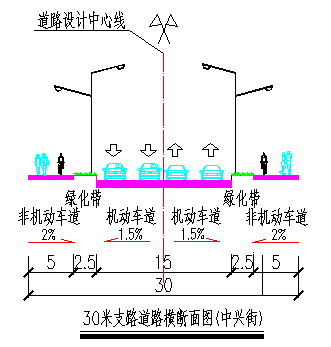 道路设计中心线
绿化带 绿化带
非机动车道 机动车道 机动车道 非机动车道
2% 1.5% 1.5% 2%
5 2.5 15 2.5 5
30
30米支路道路横断面图(中兴街)